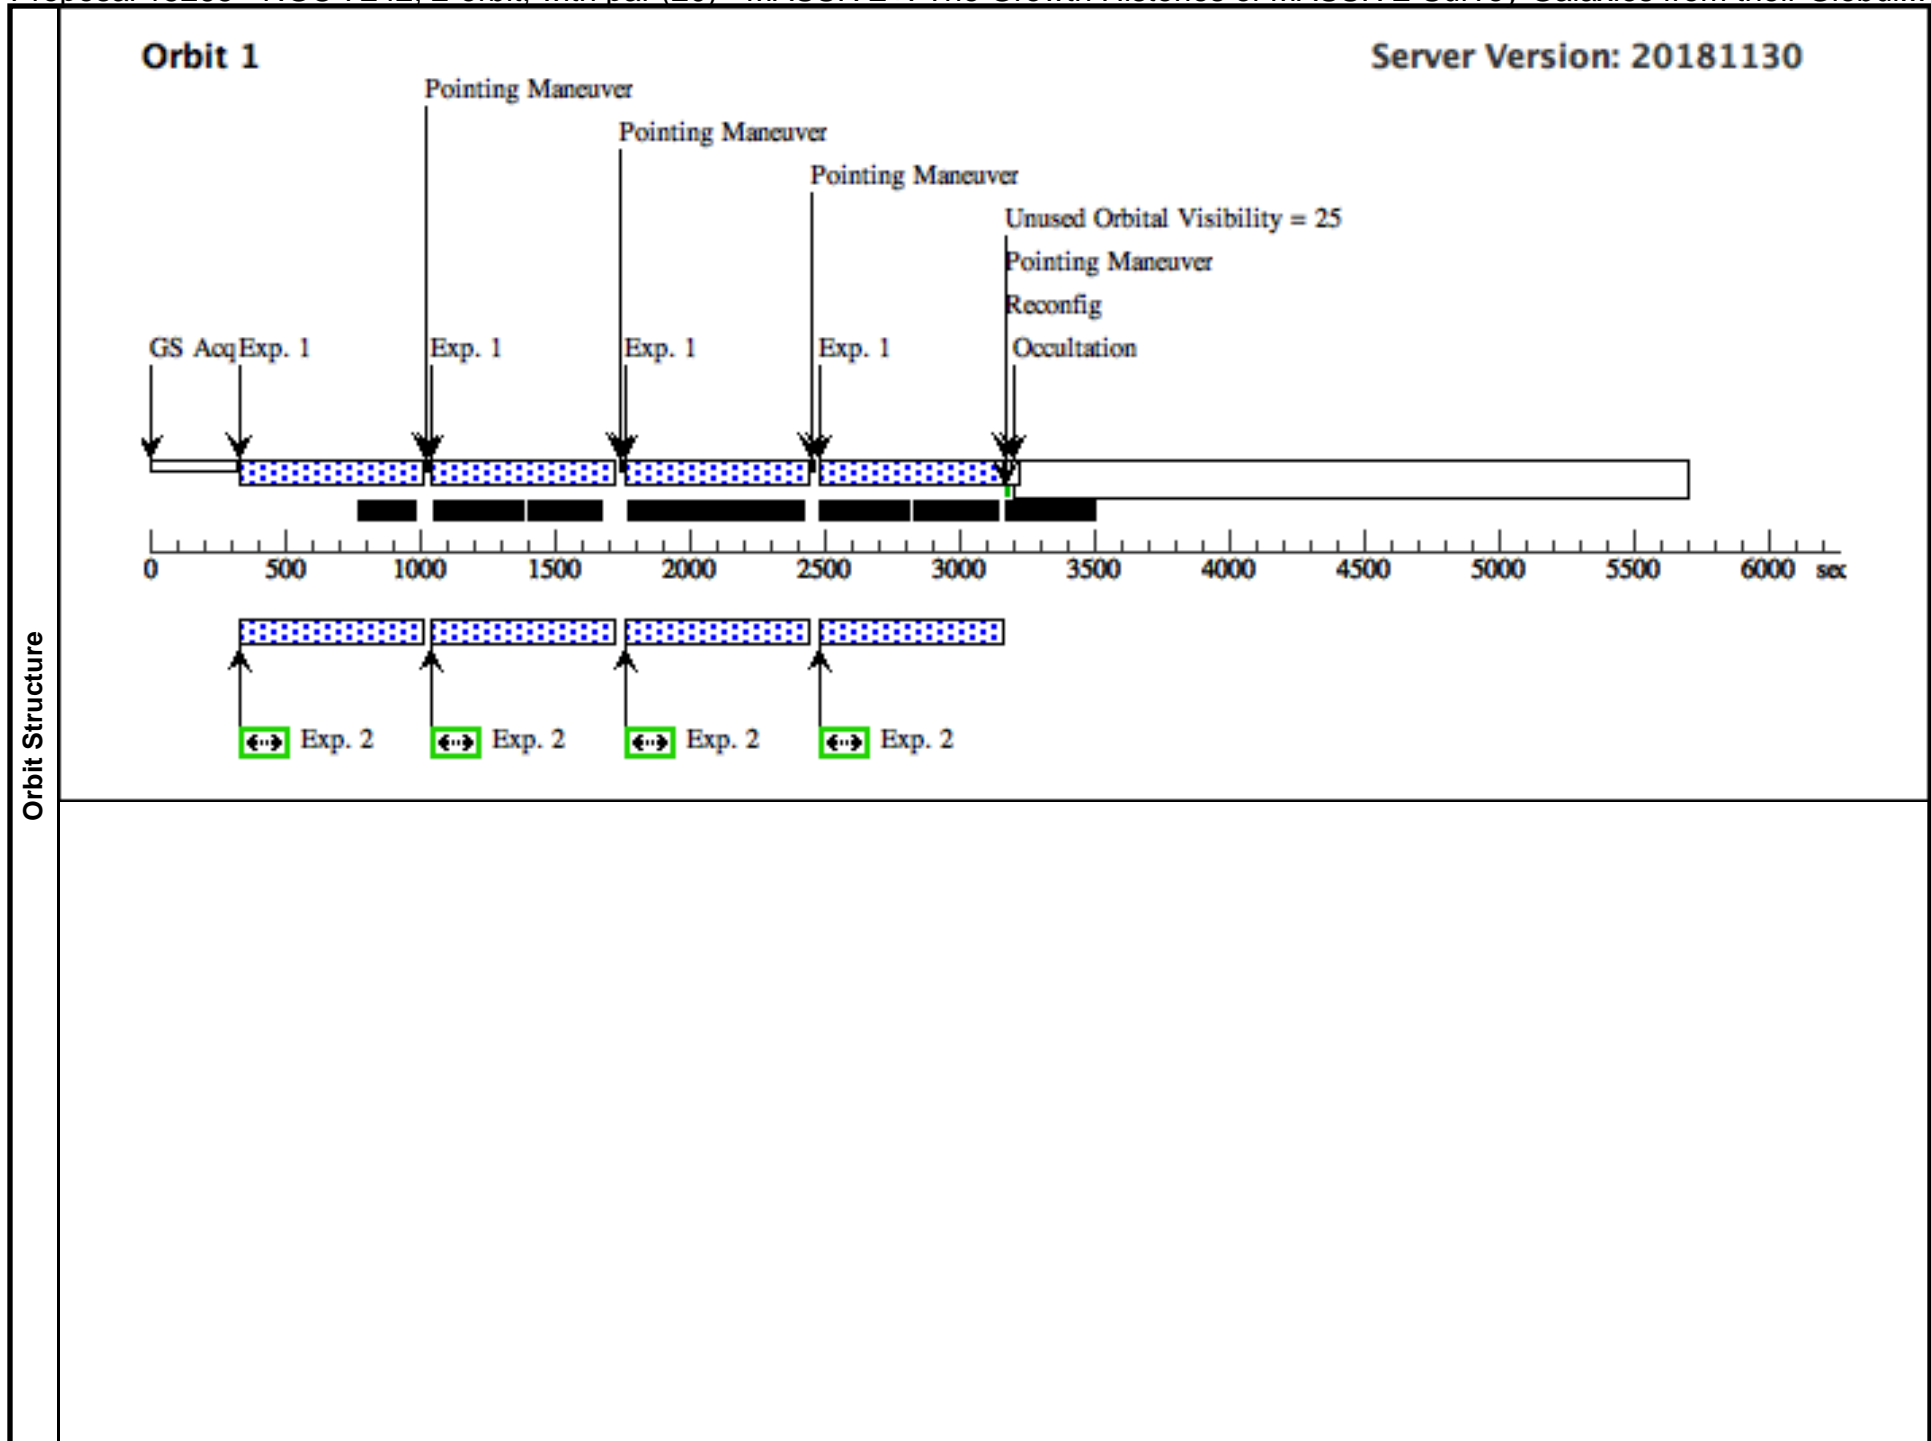 Orbit 1
Server Version: 20181130
Pointing Maneuver
Pointing Maneuver
Pointing Maneuver
Unused Orbital Visibility = 25
Pointing Maneuver
Reconfig
GS Acq Exp. 1 Exp. 1 Exp. 1 Exp. 1 Occultation
0 500 1000 1500 2000 2500 3000 3500 4000 4500 5000 5500 6000 sec
Exp. 2 Exp. 2 Exp. 2 Exp. 2
Orbit Structure